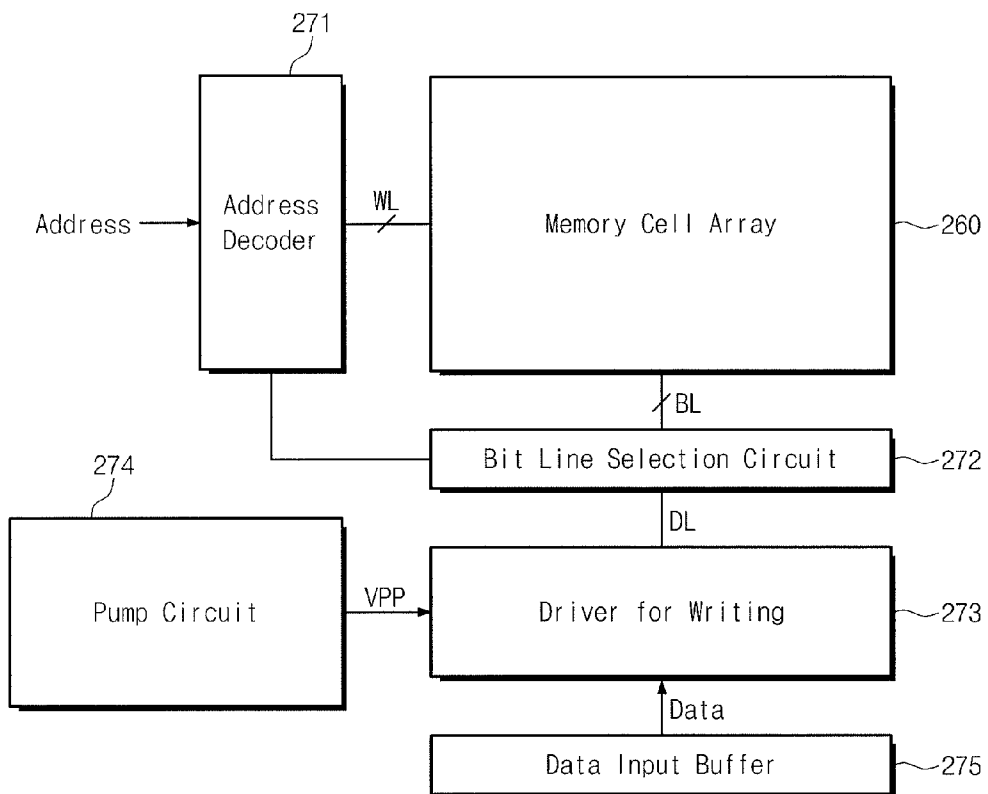 271
Address
Address
Decoder
WL
Memory Cell Array
260
BL
Bit Line Selection Circuit
272
274
DL
Pump Circuit
VPP
Driver for Writing
273
Data
Data Input Buffer
275